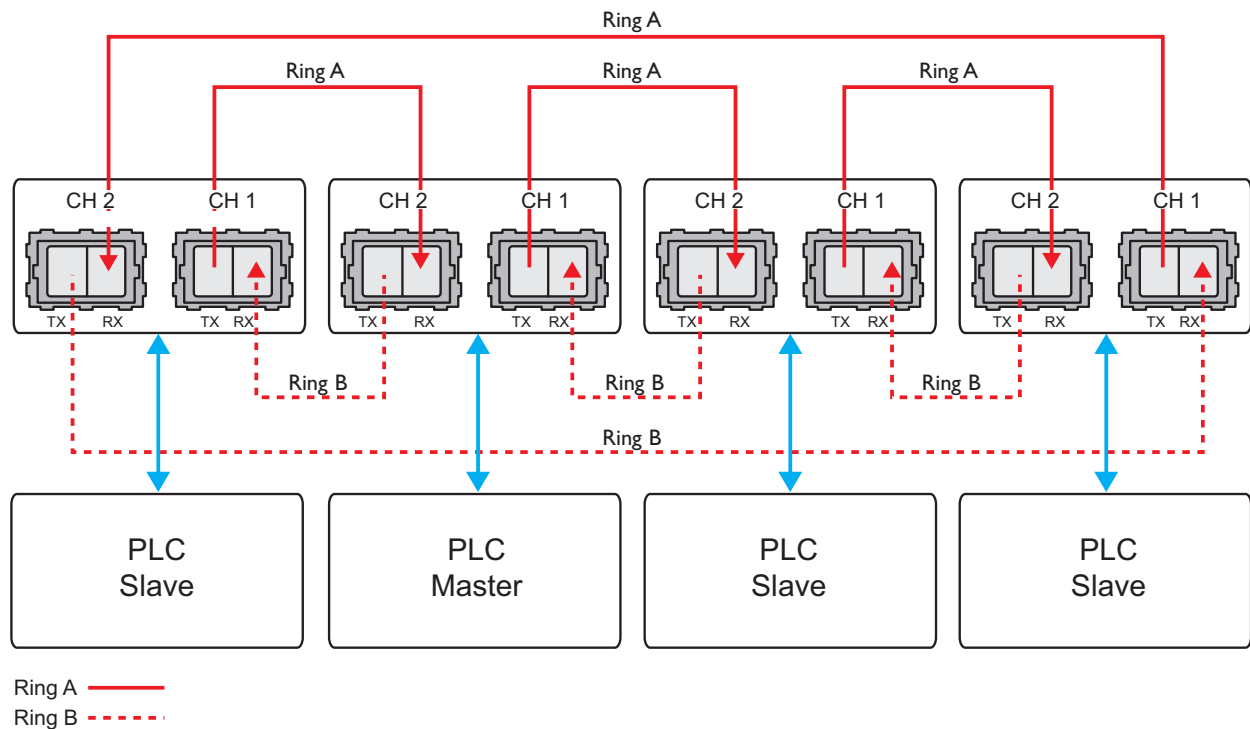 Ring A
Ring A Ring A Ring A
CH 2 CH 1 CH 2 CH 1 CH 2 CH 1 CH 2 CH 1
TX RX TX RX TX RX TX RX TX RX TX RX TX RX TX RX
Ring B Ring B Ring B
Ring B
PLC PLC PLC PLC
Slave Master Slave Slave
Ring A
Ring B